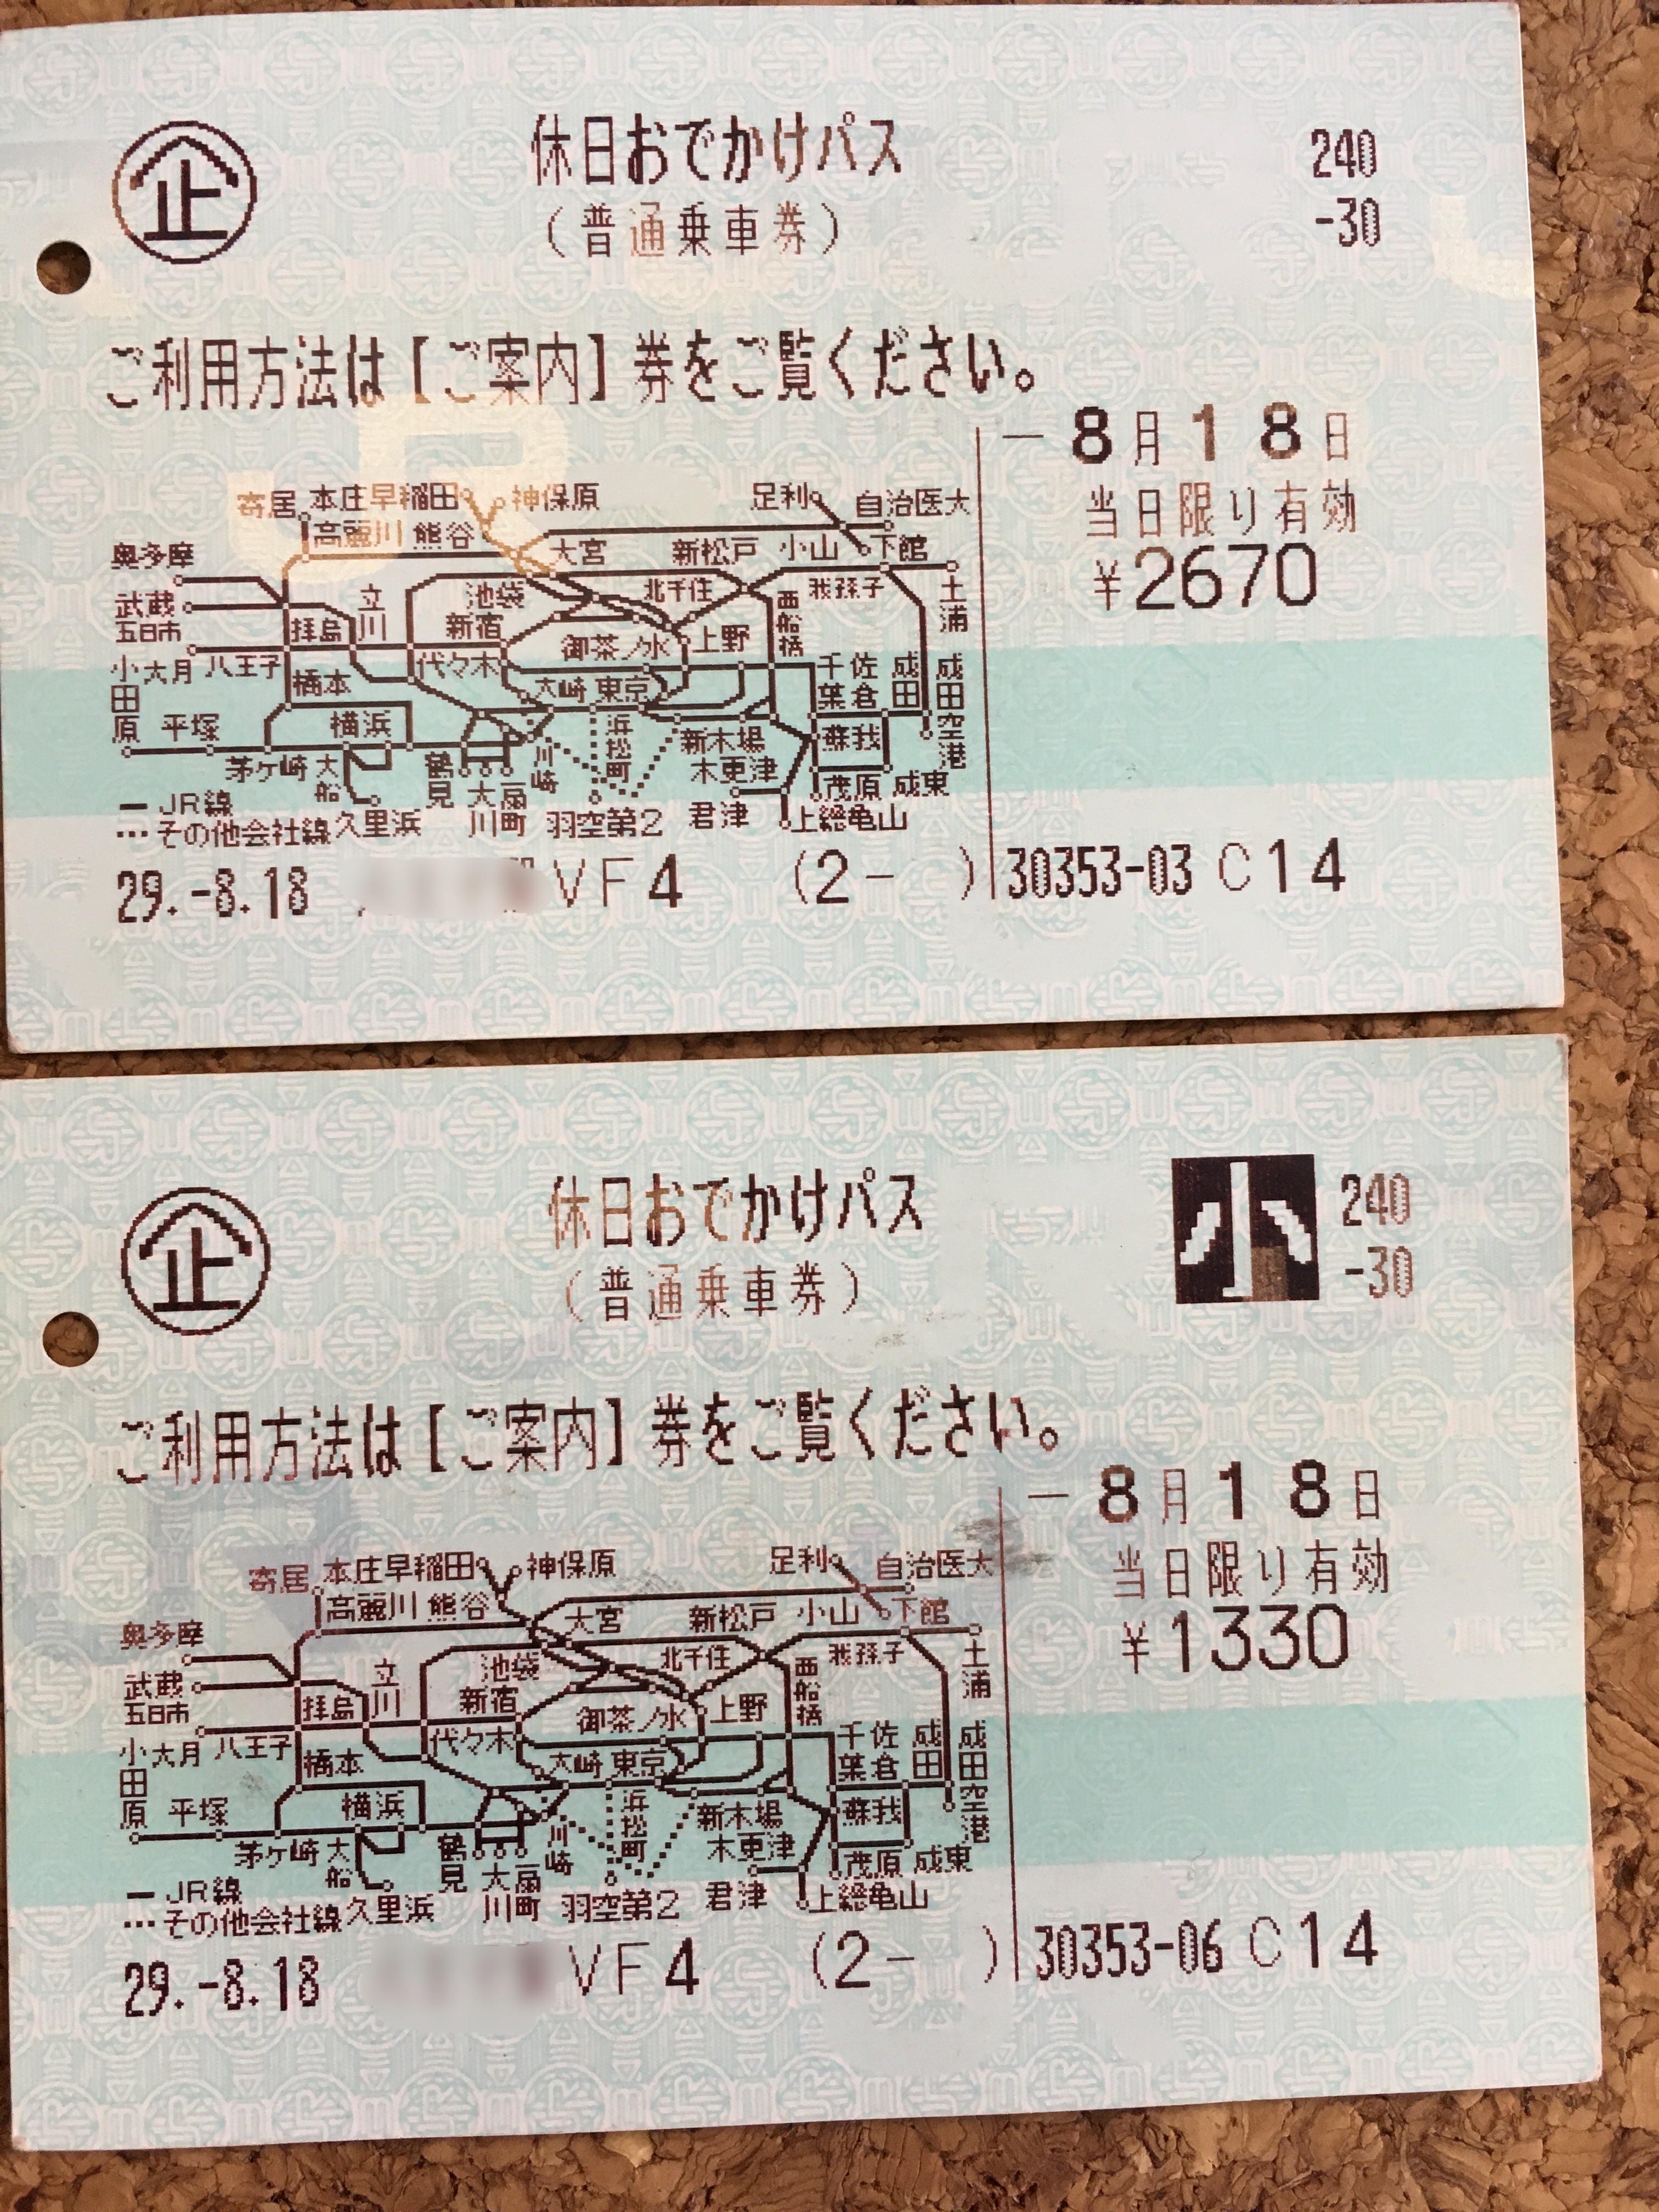 企
休日おでかけパス
240
(普通乗車券)
-30
ご利用方法は【ご案内】券をご覧ください。
- 8月18日
当日限り有効
¥2670
寄居 本庄早稲田 神保原 足利 自治医大
高麗川 熊谷 大宮 新松戸 小山 下館
奥多摩 立川 池袋 北千住 我孫子 土浦
武蔵五日市 拝島 新宿 御茶ノ水 上野 西船橋
大月 八王子 橋本 代々木 大崎 東京 千葉 佐倉 成田 成田空港
小田原 平塚 横浜 浜松町 新木場 蘇我
茅ケ崎 大船 鶴見 大川 扇町 川崎 木更津 茂原 成東
━ JR線
… その他会社線 久里浜 羽空第2 君津 上総亀山
29.-8.18 VF4 (2- ) 30353-03 C14
企
休日おでかけパス
小
240
(普通乗車券)
-30
ご利用方法は【ご案内】券をご覧ください。
- 8月18日
当日限り有効
¥1330
寄居 本庄早稲田 神保原 足利 自治医大
高麗川 熊谷 大宮 新松戸 小山 下館
奥多摩 立川 池袋 北千住 我孫子 土浦
武蔵五日市 拝島 新宿 御茶ノ水 上野 西船橋
大月 八王子 橋本 代々木 大崎 東京 千葉 佐倉 成田 成田空港
小田原 平塚 横浜 浜松町 新木場 蘇我
茅ケ崎 大船 鶴見 大川 扇町 川崎 木更津 茂原 成東
━ JR線
… その他会社線 久里浜 羽空第2 君津 上総亀山
29.-8.18 VF4 (2- ) 30353-06 C14